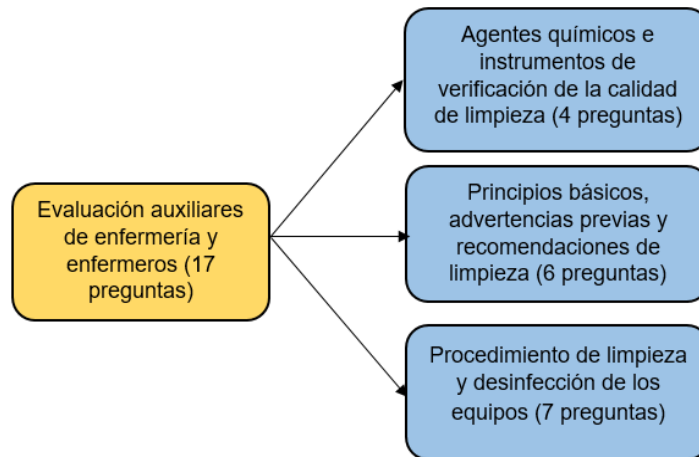 Agentes químicos e
instrumentos de
verificación de la calidad
de limpieza (4 preguntas)
Evaluación auxiliares
de enfermería y
enfermeros (17
preguntas)
Principios básicos,
advertencias previas y
recomendaciones de
limpieza (6 preguntas)
Procedimiento de limpieza
y desinfección de los
equipos (7 preguntas)